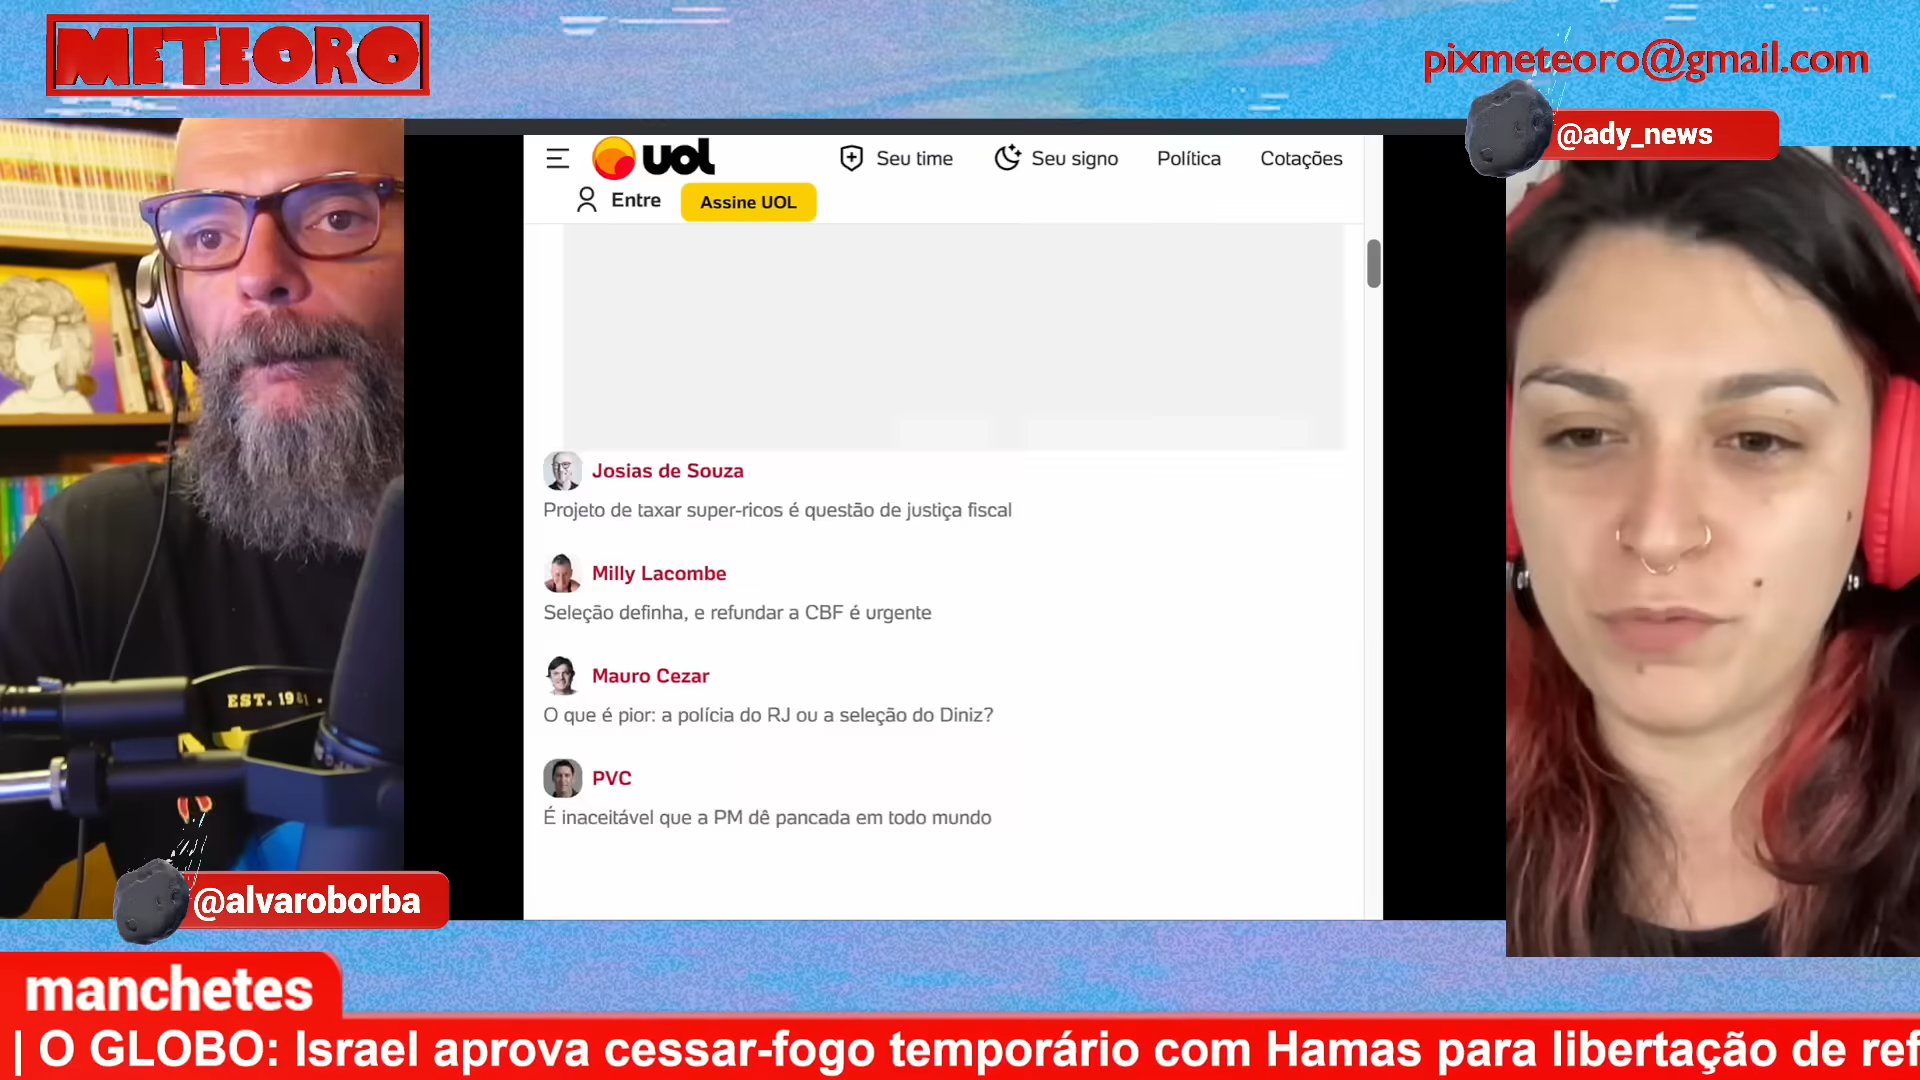 METEORO
pixmeteoro@gmail.com
@ady_news
uol
Seu time
Seu signo
Política
Cotações
Entre
Assine UOL
Josias de Souza
Projeto de taxar super-ricos é questão de justiça fiscal
Milly Lacombe
Seleção definha, e refundar a CBF é urgente
Mauro Cezar
O que é pior: a polícia do RJ ou a seleção do Diniz?
PVC
É inaceitável que a PM dê pancada em todo mundo
EST. 1981
@alvaroborba
manchetes
| O GLOBO: Israel aprova cessar-fogo temporário com Hamas para libertação de ref